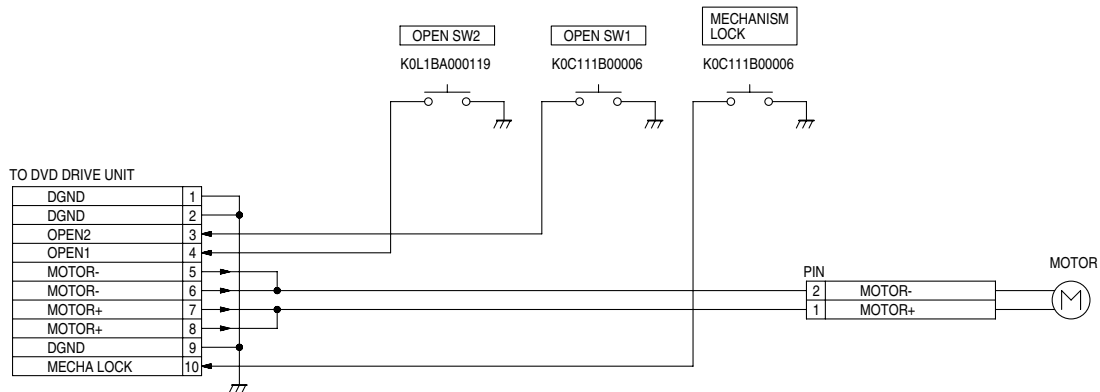 MECHANISM
LOCK
OPEN SW2
OPEN SW1
K0L1BA000119
K0C111B00006
K0C111B00006
TO DVD DRIVE UNIT
DGND 1
DGND 2
OPEN2 3
OPEN1 4
MOTOR- 5
MOTOR- 6
MOTOR+ 7
MOTOR+ 8
DGND 9
MECHA LOCK 10
PIN
2 MOTOR-
1 MOTOR+
MOTOR
M